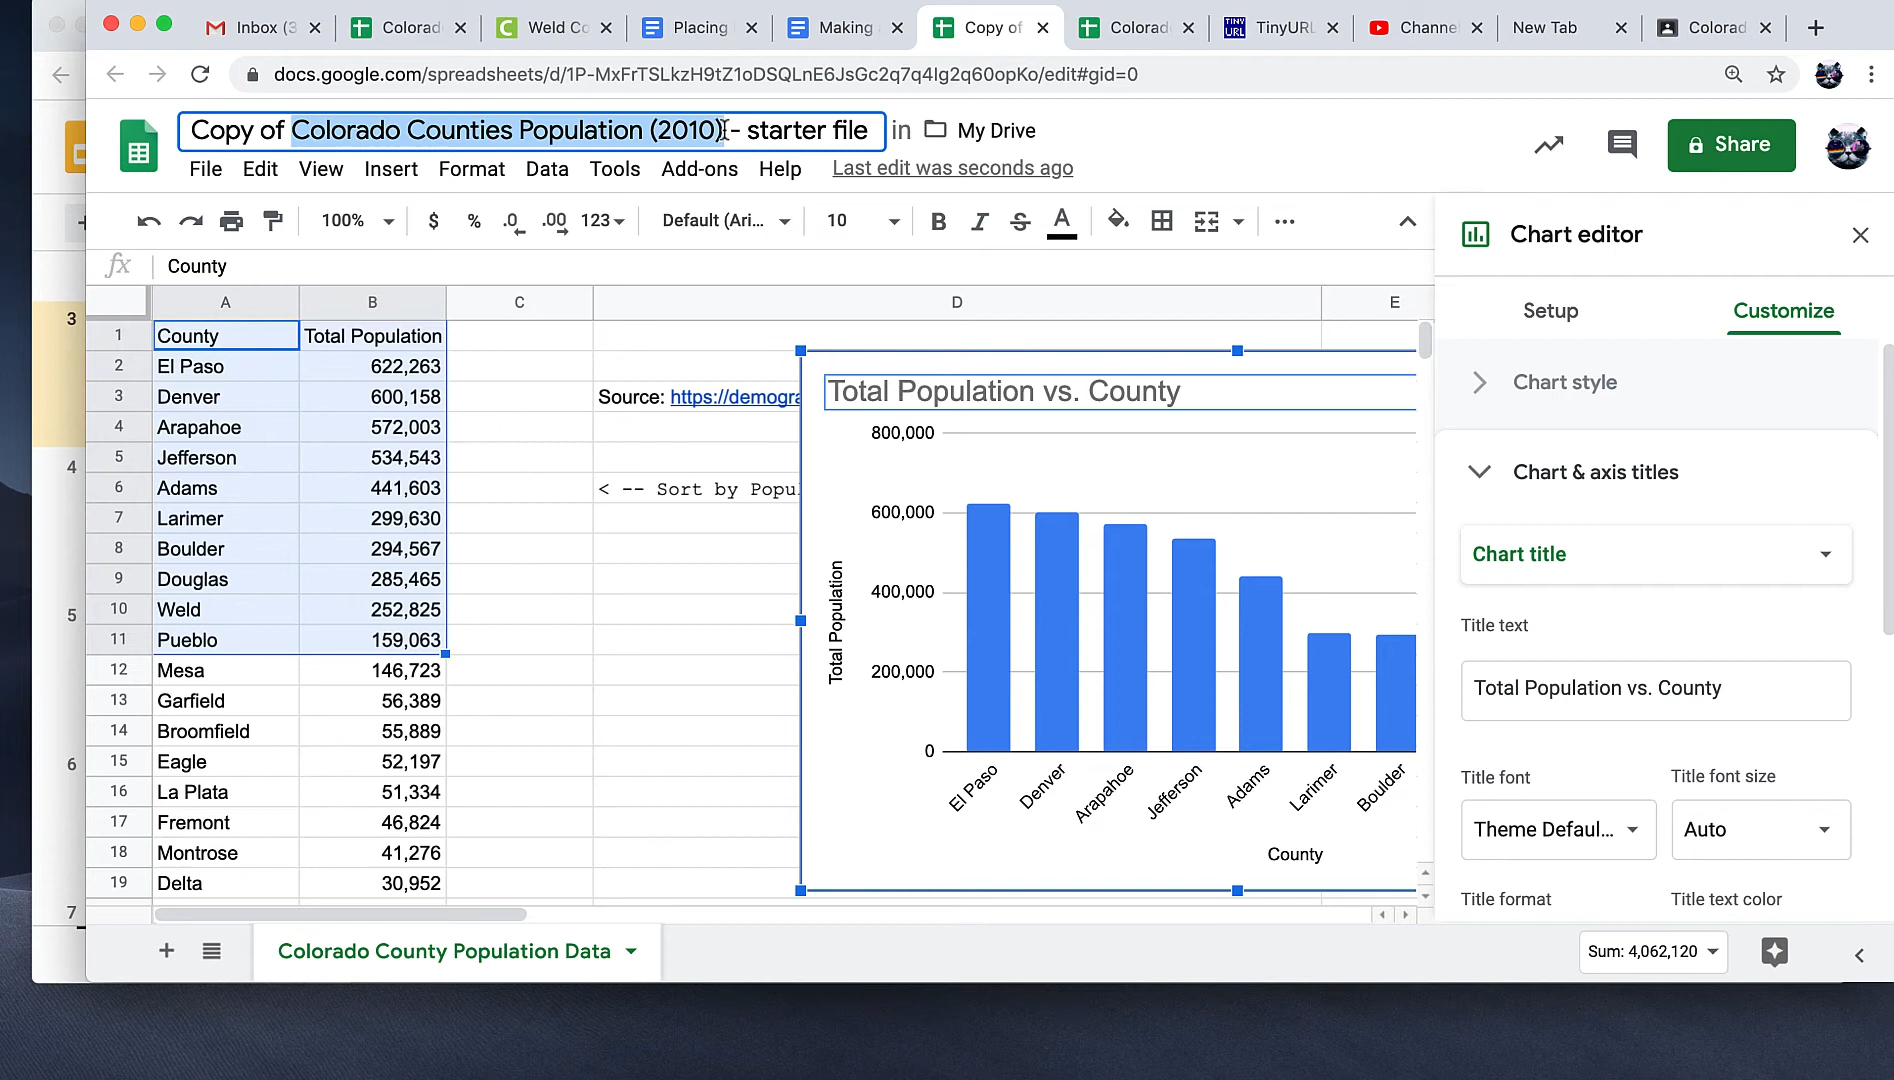 Inbox (3
Colorad
Weld Co
Placing
Making
Copy of
Colorad
TINY URL
TinyURL
Channe
New Tab
Colorad
docs.google.com/spreadsheets/d/1P-MxFrTSLkzH9tZ1oDSQLnE6JsGc2q7q4Ig2q60opKo/edit#gid=0
Copy of Colorado Counties Population (2010) - starter file in My Drive
Share
File Edit View Insert Format Data Tools Add-ons Help Last edit was seconds ago
100% $ % .0 .00 123 Default (Ari... 10 B I S A
fx County
Chart editor
Setup Customize
Chart style
Chart & axis titles
Chart title
Title text
Total Population vs. County
Title font Title font size
Theme Defaul... Auto
Title format Title text color
A B C D E
1 County Total Population
2 El Paso 622,263
3 Denver 600,158 Source: https://demogra
4 Arapahoe 572,003
5 Jefferson 534,543
6 Adams 441,603 < -- Sort by Popu
7 Larimer 299,630
8 Boulder 294,567
9 Douglas 285,465
10 Weld 252,825
11 Pueblo 159,063
12 Mesa 146,723
13 Garfield 56,389
14 Broomfield 55,889
15 Eagle 52,197
16 La Plata 51,334
17 Fremont 46,824
18 Montrose 41,276
19 Delta 30,952
Total Population vs. County
800,000
600,000
400,000
200,000
0
Total Population
El Paso
Denver
Arapahoe
Jefferson
Adams
Larimer
Boulder
County
3
4
5
6
7
Colorado County Population Data
Sum: 4,062,120